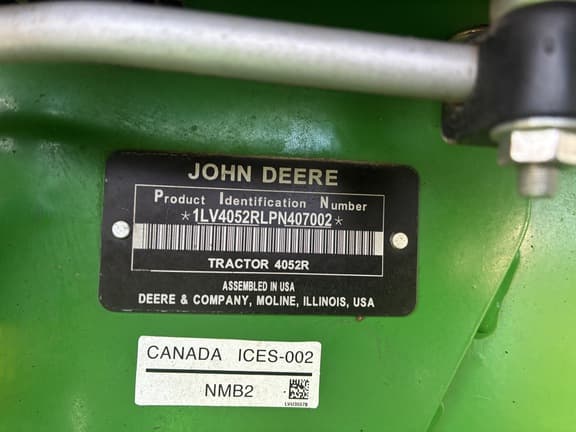 JOHN DEERE
Product Identification Number
*1LV4052RLPN407002*
TRACTOR 4052R
ASSEMBLED IN USA
DEERE & COMPANY, MOLINE, ILLINOIS, USA
CANADA ICES-002
NMB2